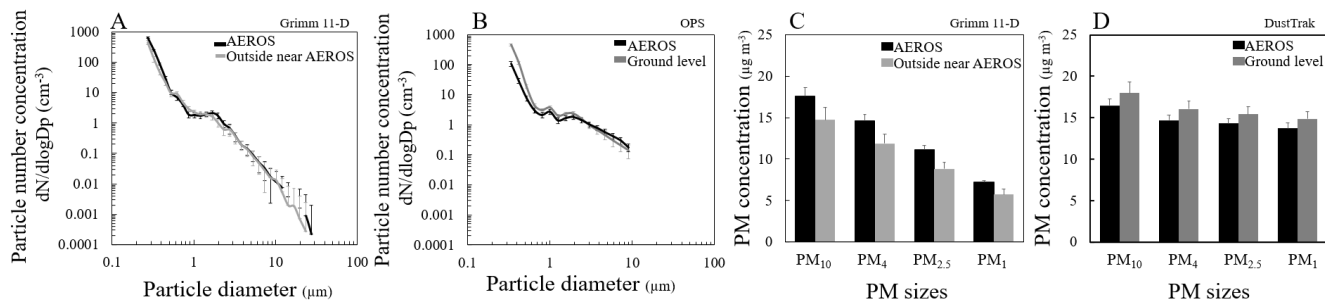 A
Grimm 11-D
Particle number concentration
dN/dlogDp (cm-3)
1000
100
10
1
0.1
0.01
0.001
0.0001
AEROS
Outside near AEROS
0.1
1
10
100
Particle diameter (µm)
B
OPS
Particle number concentration
dN/dlogDp (cm-3)
1000
100
10
1
0.1
0.01
0.001
0.0001
AEROS
Ground level
0.1
1
10
100
Particle diameter (µm)
C
Grimm 11-D
PM concentration (µg m-3)
25
20
15
10
5
0
AEROS
Outside near AEROS
PM10 PM4 PM2.5 PM1
PM sizes
D
DustTrak
PM concentration (µg m-3)
25
20
15
10
5
0
AEROS
Ground level
PM10 PM4 PM2.5 PM1
PM sizes